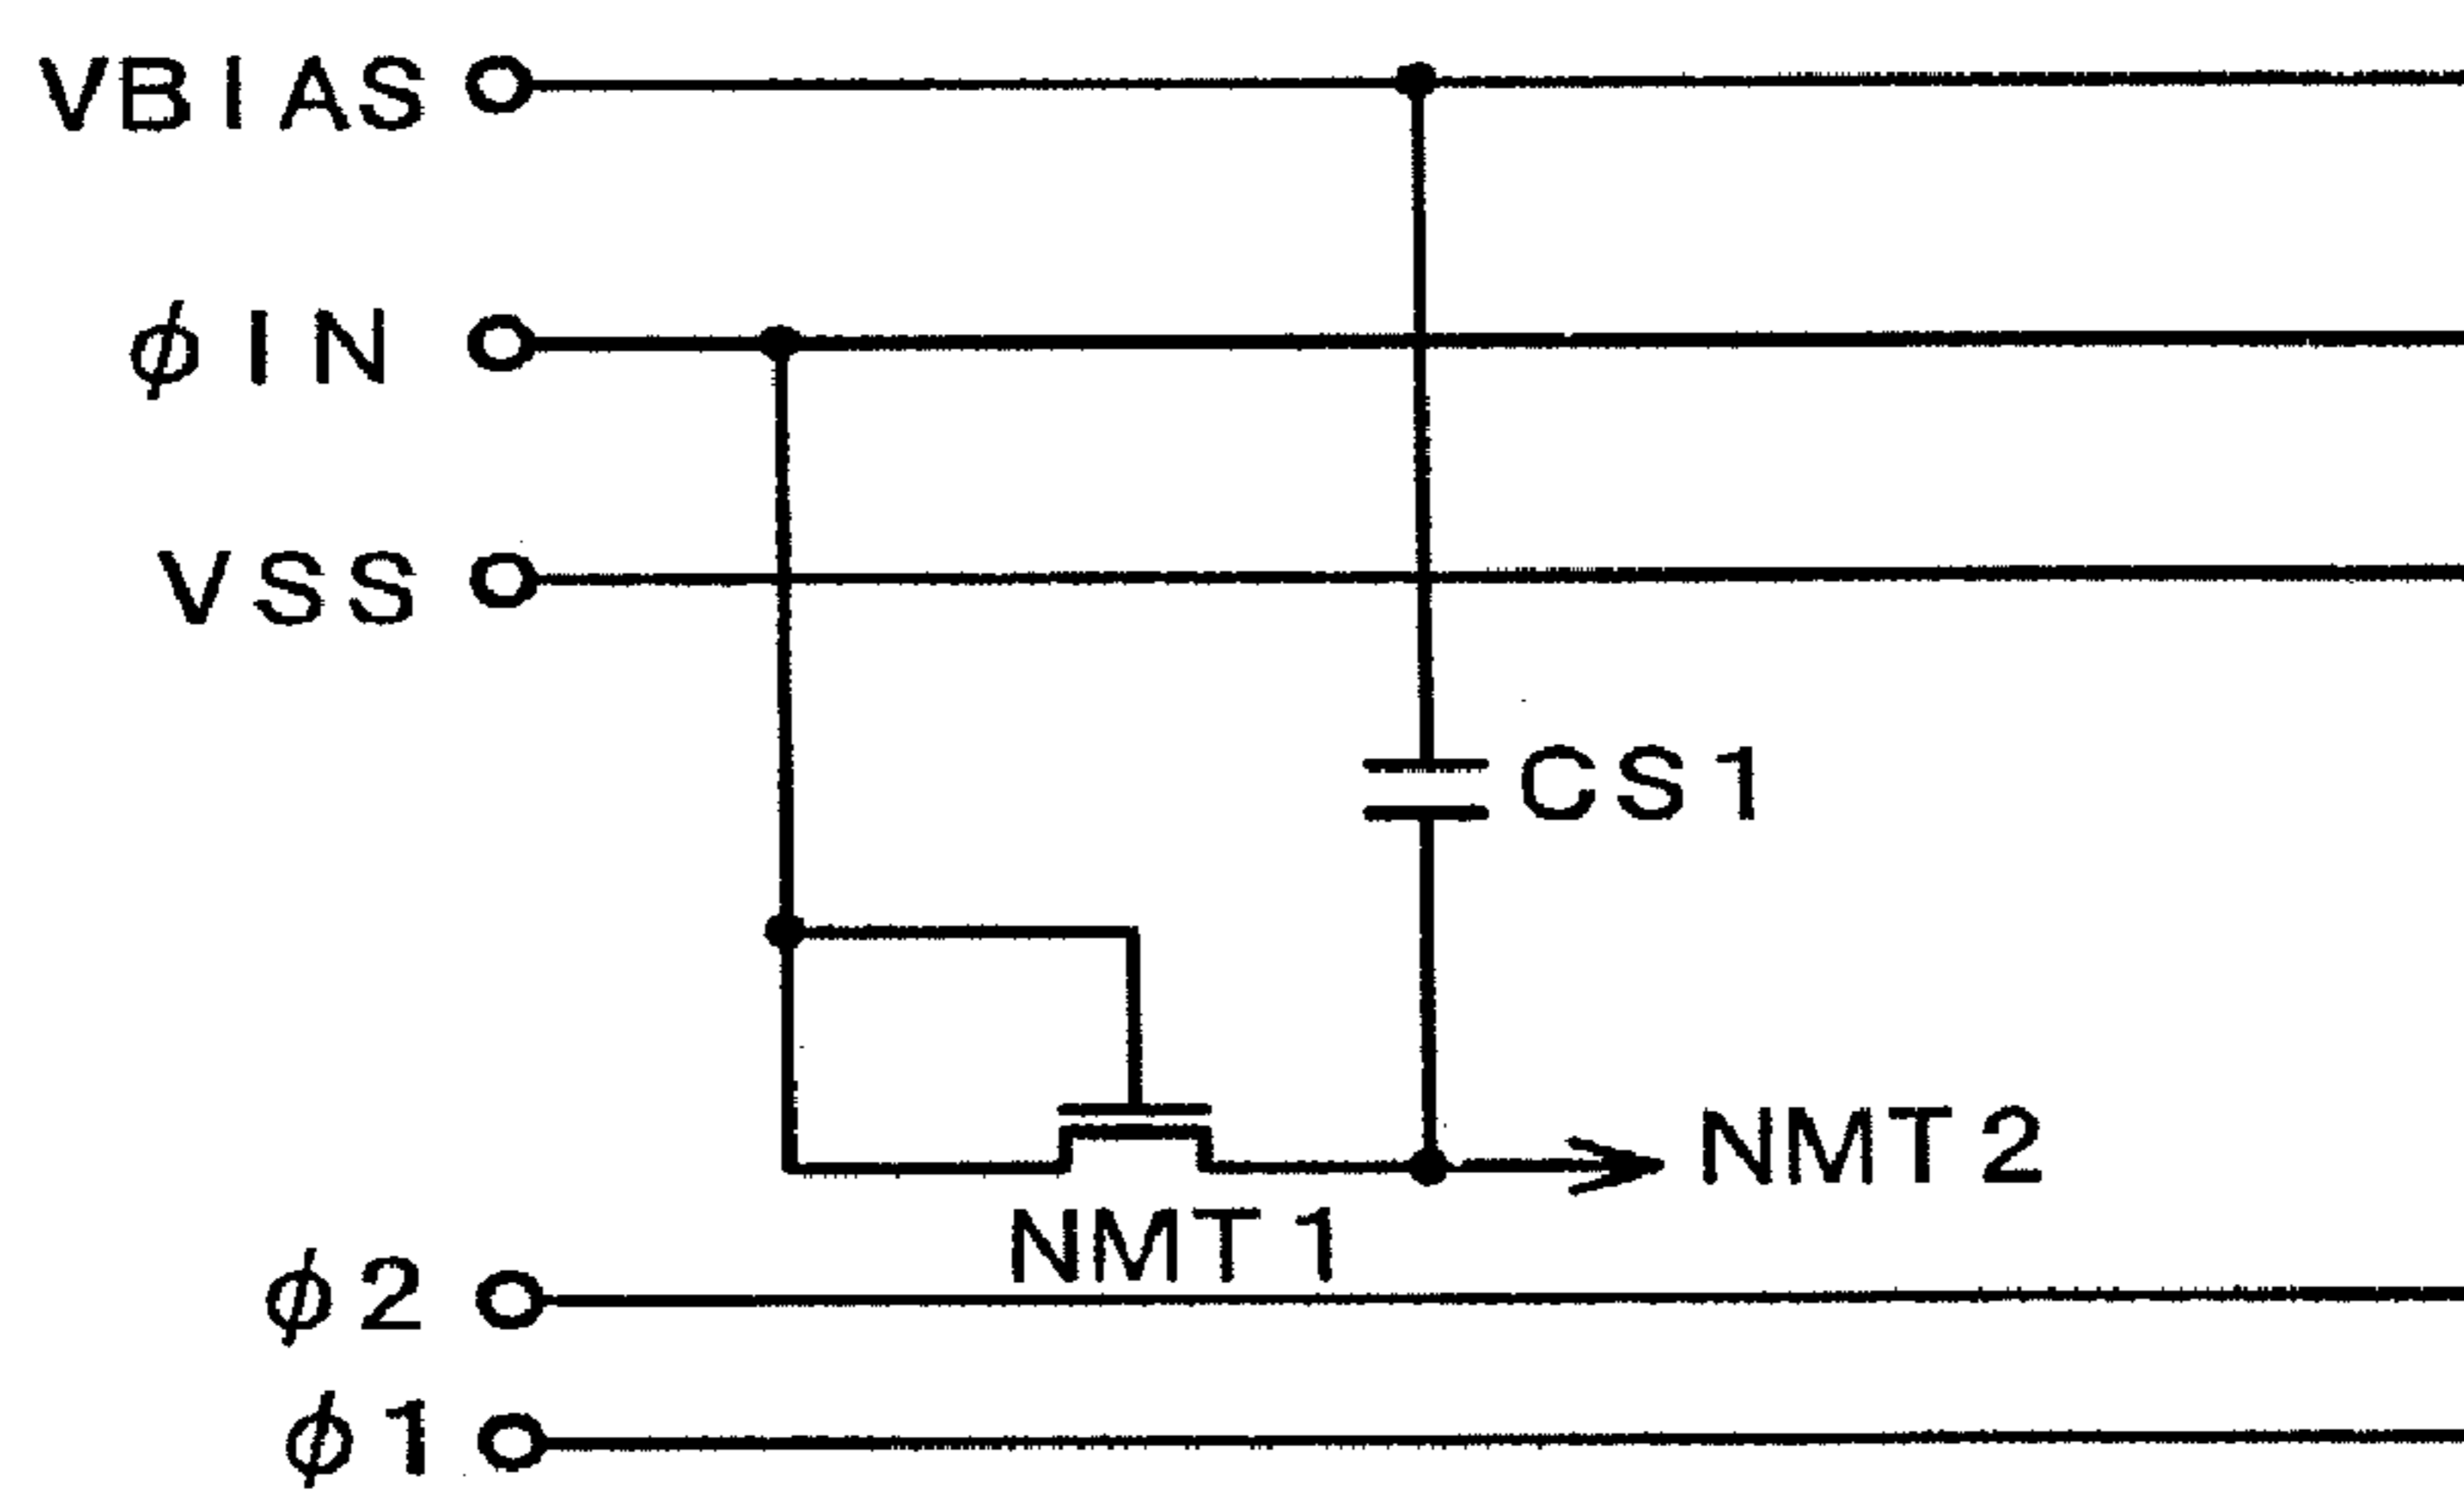 VBIAS
φIN
VSS
CS1
NMT2
NMT1
φ2
φ1